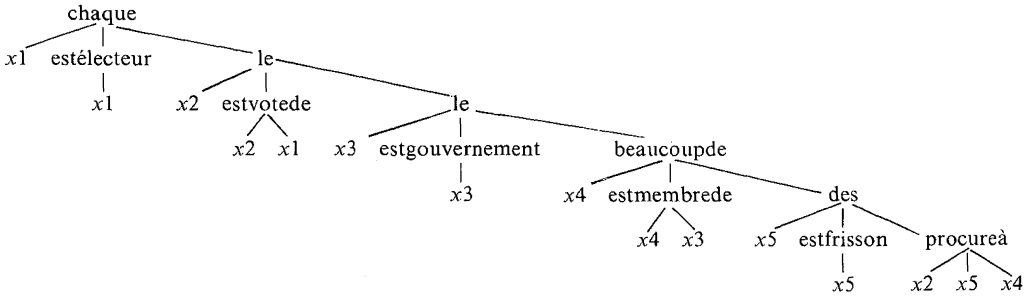 chaque
x1 estélecteur le
x1 x2 estvotede le
x2 x1 x3 estgouvernement beaucoupde
x3 x4 estmembrede des
x4 x3 x5 estfrisson procureà
x5 x2 x5 x4